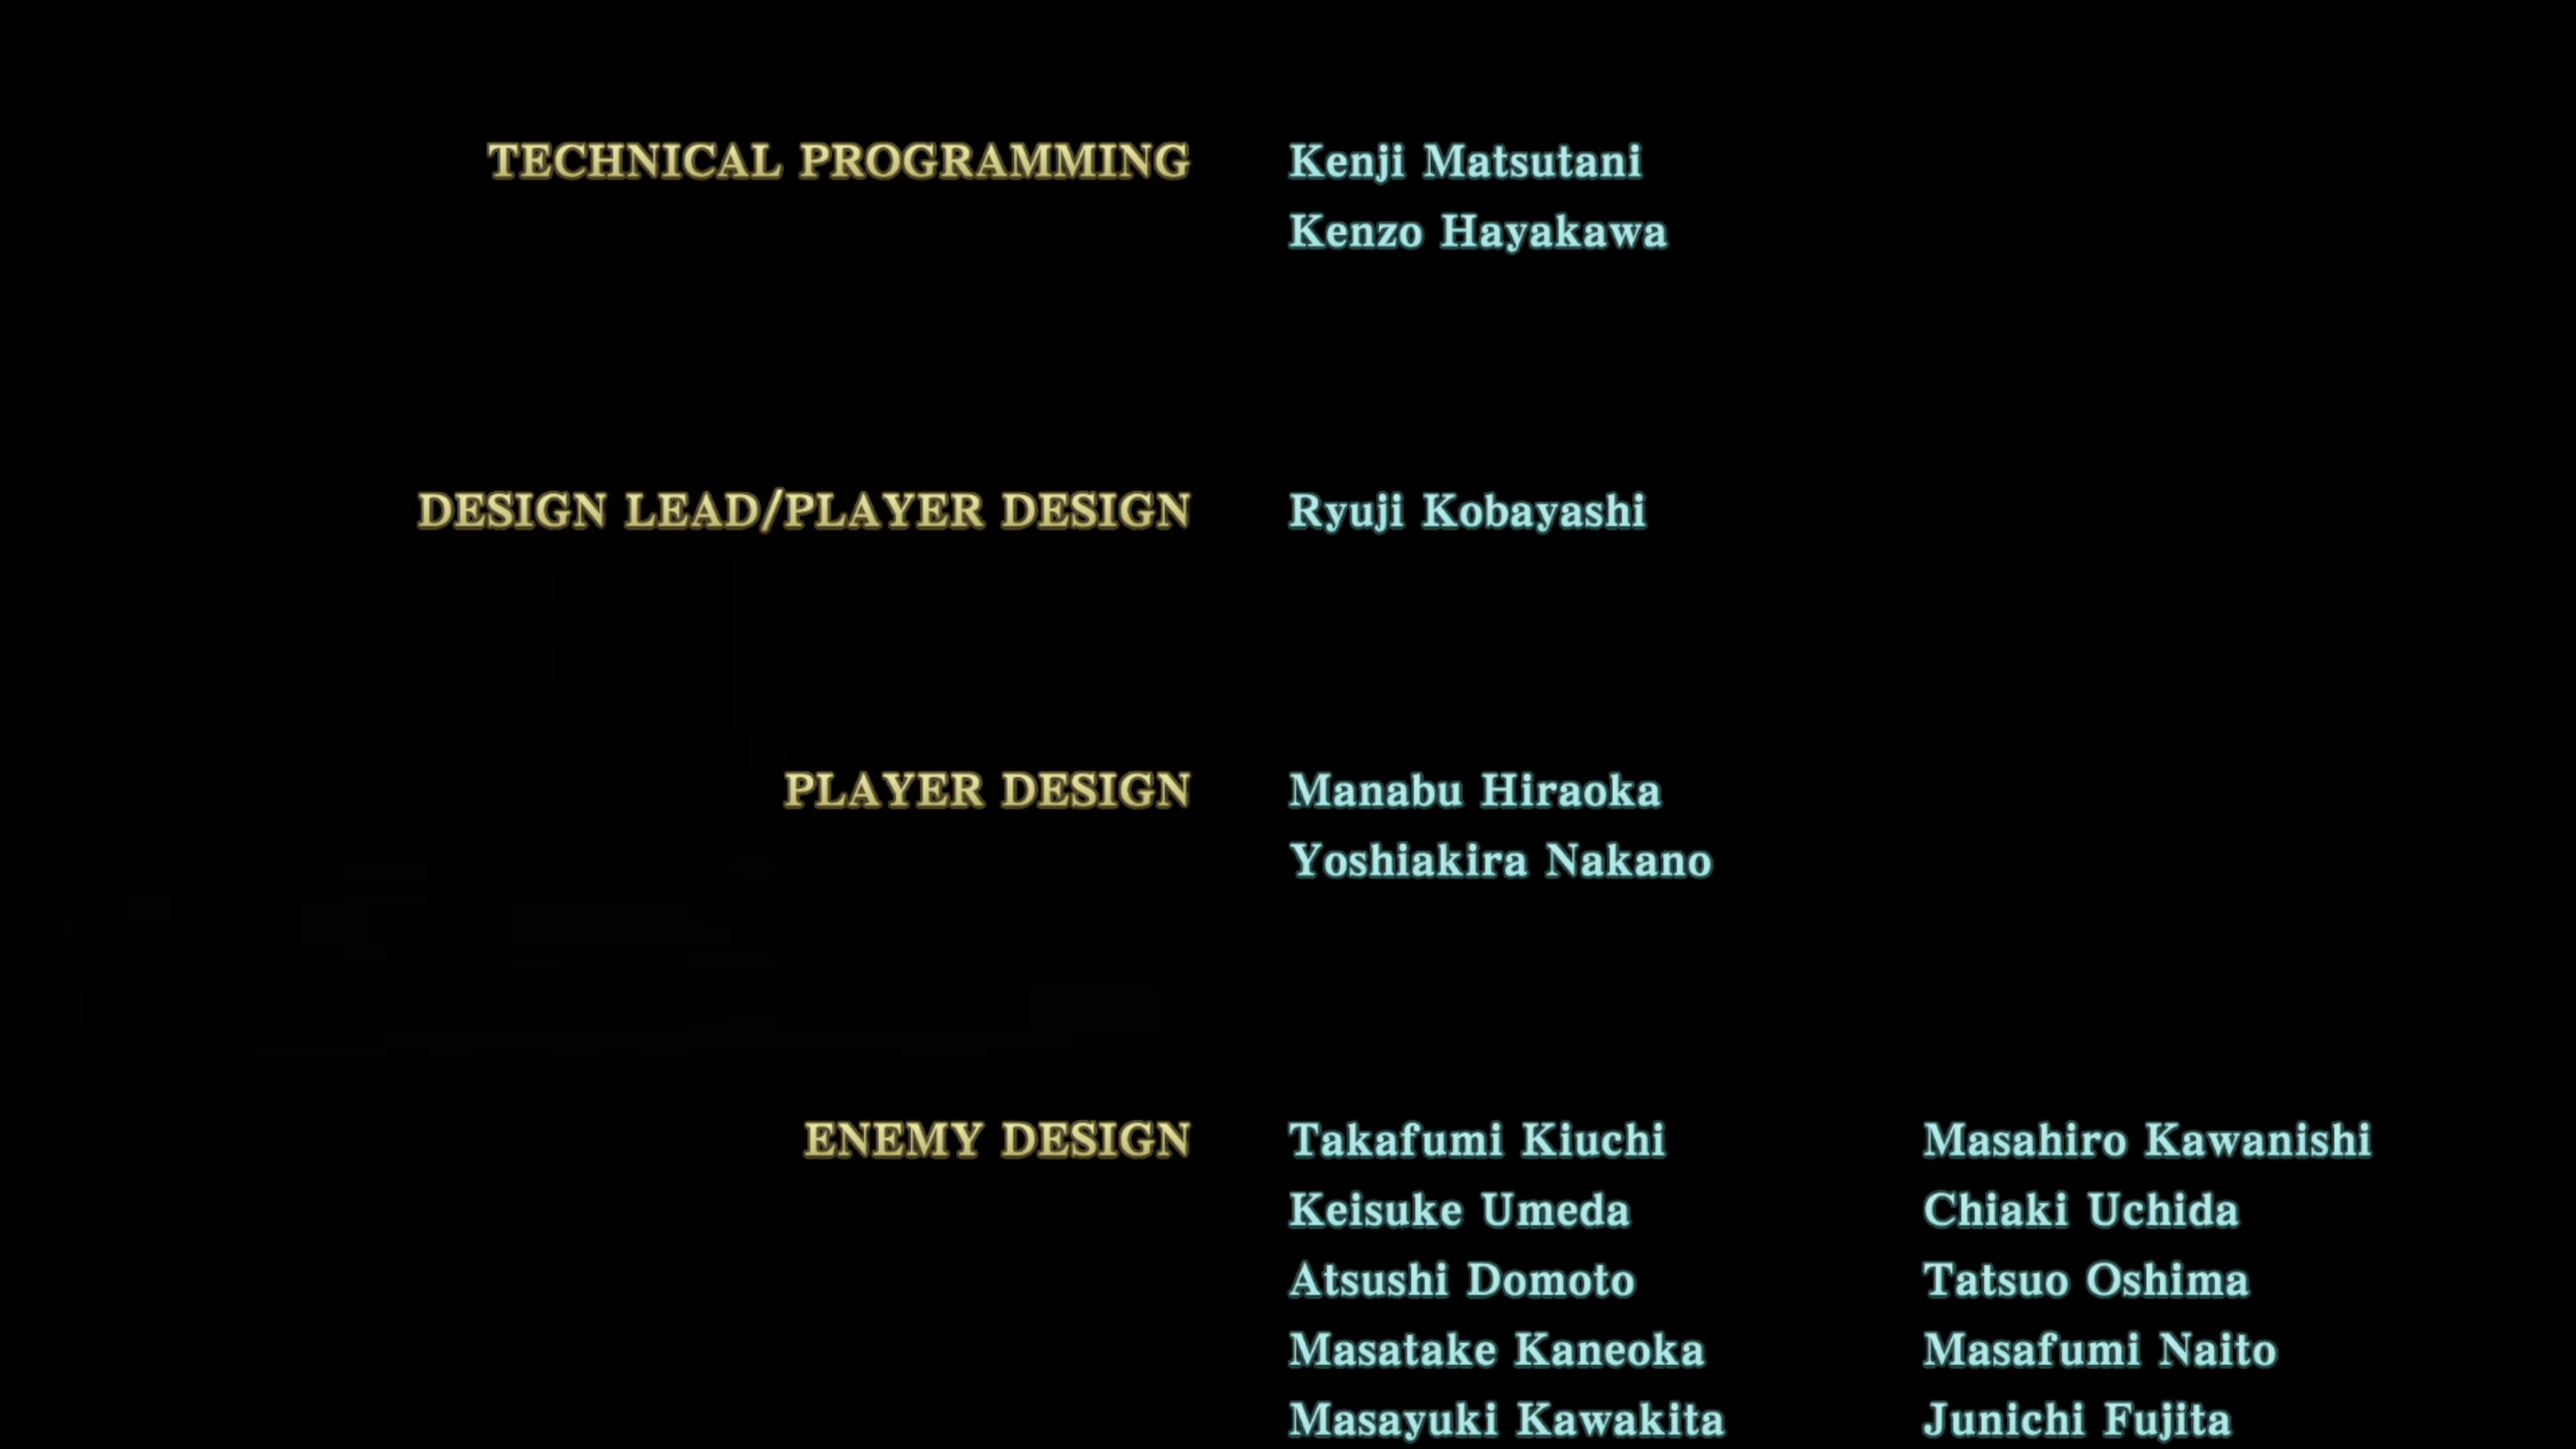 TECHNICAL PROGRAMMING Kenji Matsutani
Kenzo Hayakawa
DESIGN LEAD/PLAYER DESIGN Ryuji Kobayashi
PLAYER DESIGN Manabu Hiraoka
Yoshiakira Nakano
ENEMY DESIGN Takafumi Kiuchi Masahiro Kawanishi
Keisuke Umeda Chiaki Uchida
Atsushi Domoto Tatsuo Oshima
Masatake Kaneoka Masafumi Naito
Masayuki Kawakita Junichi Fujita